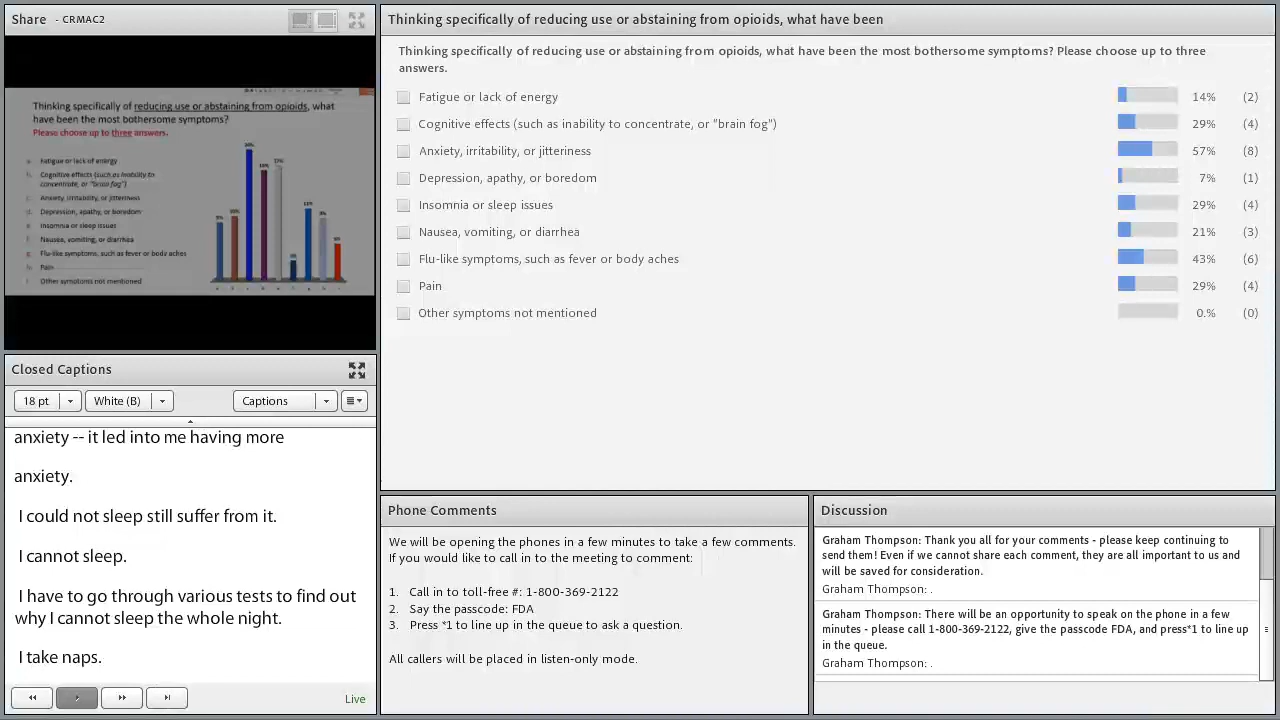 Share - CRMAC2
Thinking specifically of reducing use or abstaining from opioids, what
have been the most bothersome symptoms?
Please choose up to three answers.
Fatigue or lack of energy
Cognitive effects (such as inability to
concentrate, or "brain fog")
Anxiety, irritability, or jitteriness
Depression, apathy, or boredom
Insomnia or sleep issues
Nausea, vomiting, or diarrhea
Flu-like symptoms, such as fever or body aches
Pain
Other symptoms not mentioned
Closed Captions
18 pt
White (B)
Captions
anxiety -- it led into me having more
anxiety.
I could not sleep still suffer from it.
I cannot sleep.
I have to go through various tests to find out
why I cannot sleep the whole night.
I take naps.
Live
Thinking specifically of reducing use or abstaining from opioids, what have been
Thinking specifically of reducing use or abstaining from opioids, what have been the most bothersome symptoms? Please choose up to three
answers.
Fatigue or lack of energy 14% (2)
Cognitive effects (such as inability to concentrate, or "brain fog") 29% (4)
Anxiety, irritability, or jitteriness 57% (8)
Depression, apathy, or boredom 7% (1)
Insomnia or sleep issues 29% (4)
Nausea, vomiting, or diarrhea 21% (3)
Flu-like symptoms, such as fever or body aches 43% (6)
Pain 29% (4)
Other symptoms not mentioned 0.% (0)
Phone Comments
We will be opening the phones in a few minutes to take a few comments.
If you would like to call in to the meeting to comment:
1. Call in to toll-free #: 1-800-369-2122
2. Say the passcode: FDA
3. Press *1 to line up in the queue to ask a question.
All callers will be placed in listen-only mode.
Discussion
Graham Thompson: Thank you all for your comments - please keep continuing to
send them! Even if we cannot share each comment, they are all important to us and
will be saved for consideration.
Graham Thompson: .
Graham Thompson: There will be an opportunity to speak on the phone in a few
minutes - please call 1-800-369-2122, give the passcode FDA, and press*1 to line up
in the queue.
Graham Thompson: .